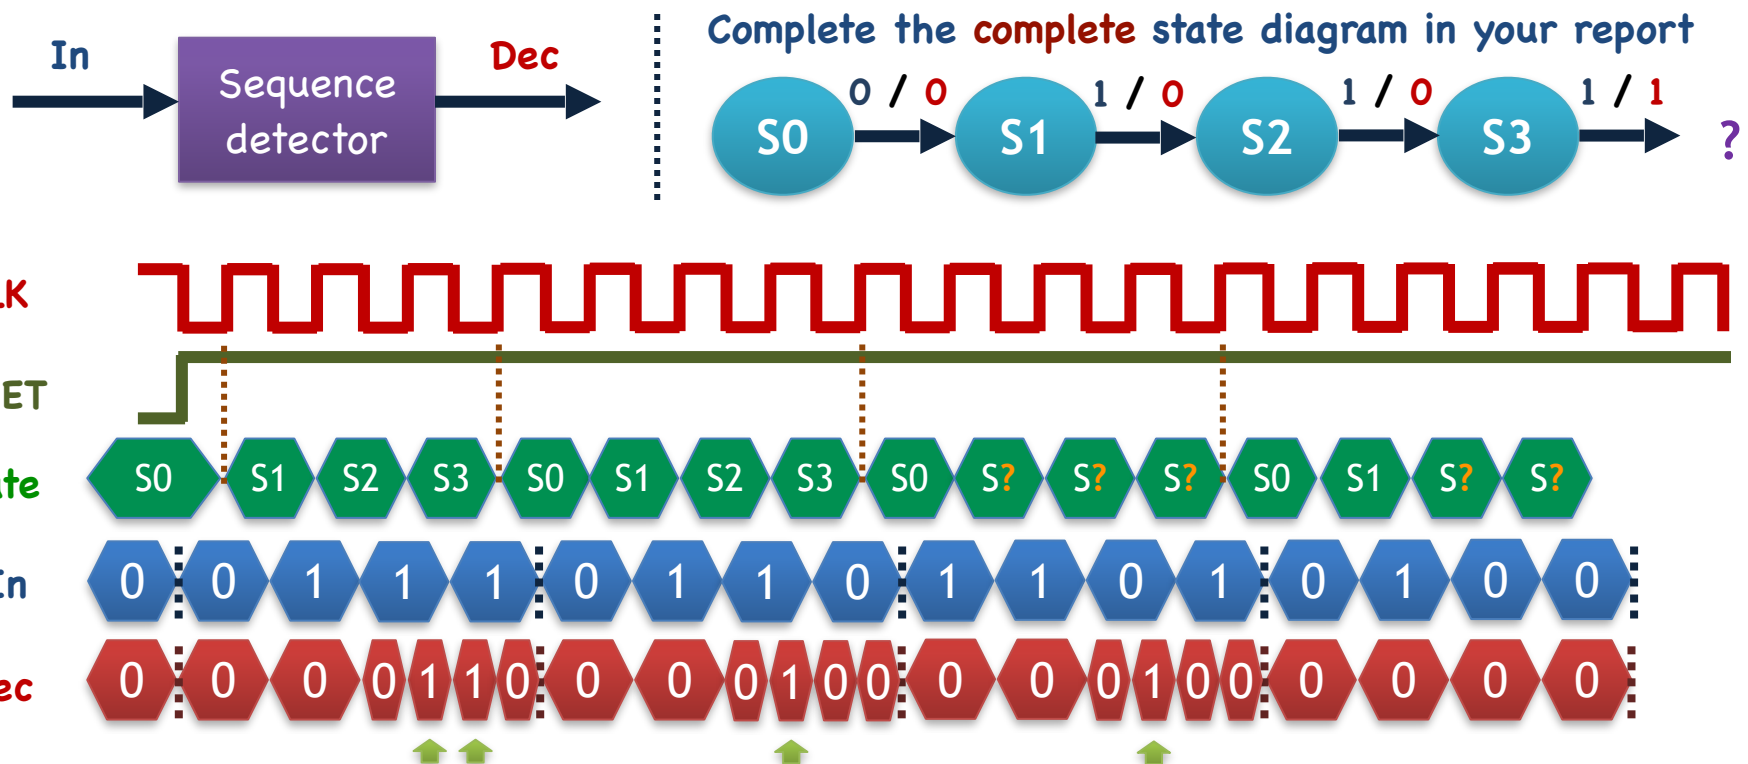 In
Sequence
detector
Dec
Complete the complete state diagram in your report
0 / 0
1 / 0
1 / 0
1 / 1
S0
S1
S2
S3
?
LK
ET
ate
S0 S1 S2 S3 S0 S1 S2 S3 S0 S? S? S? S0 S1 S? S?
In
0 0 1 1 1 0 1 1 0 1 1 0 1 0 1 0 0
ec
0 0 0 0 1 1 0 0 0 0 1 0 0 0 0 0 1 0 0 0 0 0 0